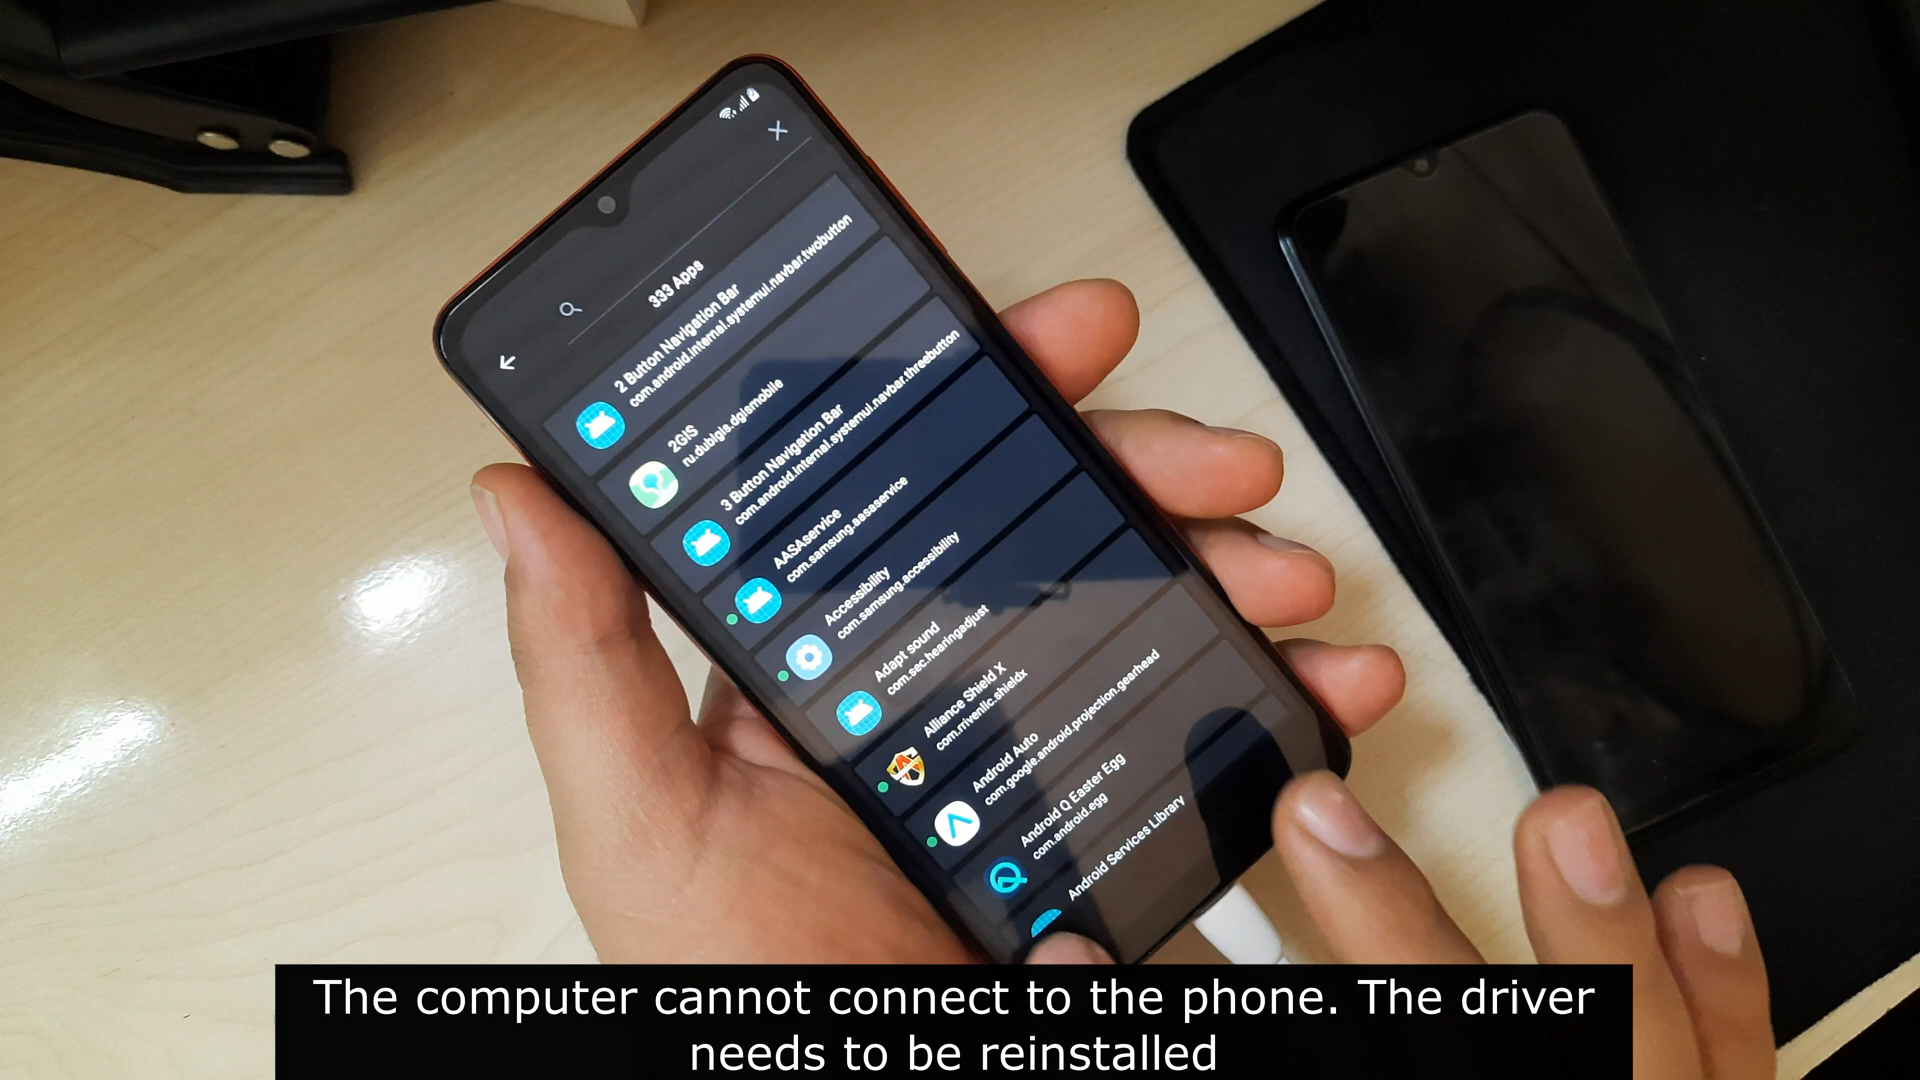 333 Apps
2 Button Navigation Bar
com.android.internal.systemui.navbar.twobutton
2GIS
ru.dublgis.dgismobile
3 Button Navigation Bar
com.android.internal.systemui.navbar.threebutton
AASAservice
com.samsung.aasaservice
Accessibility
com.samsung.accessibility
Adapt sound
com.sec.hearingadjust
Alliance Shield X
com.rrivenllc.shieldx
Android Auto
com.google.android.projection.gearhead
Android Q Easter Egg
com.android.egg
Android Services Library
The computer cannot connect to the phone. The driver
needs to be reinstalled